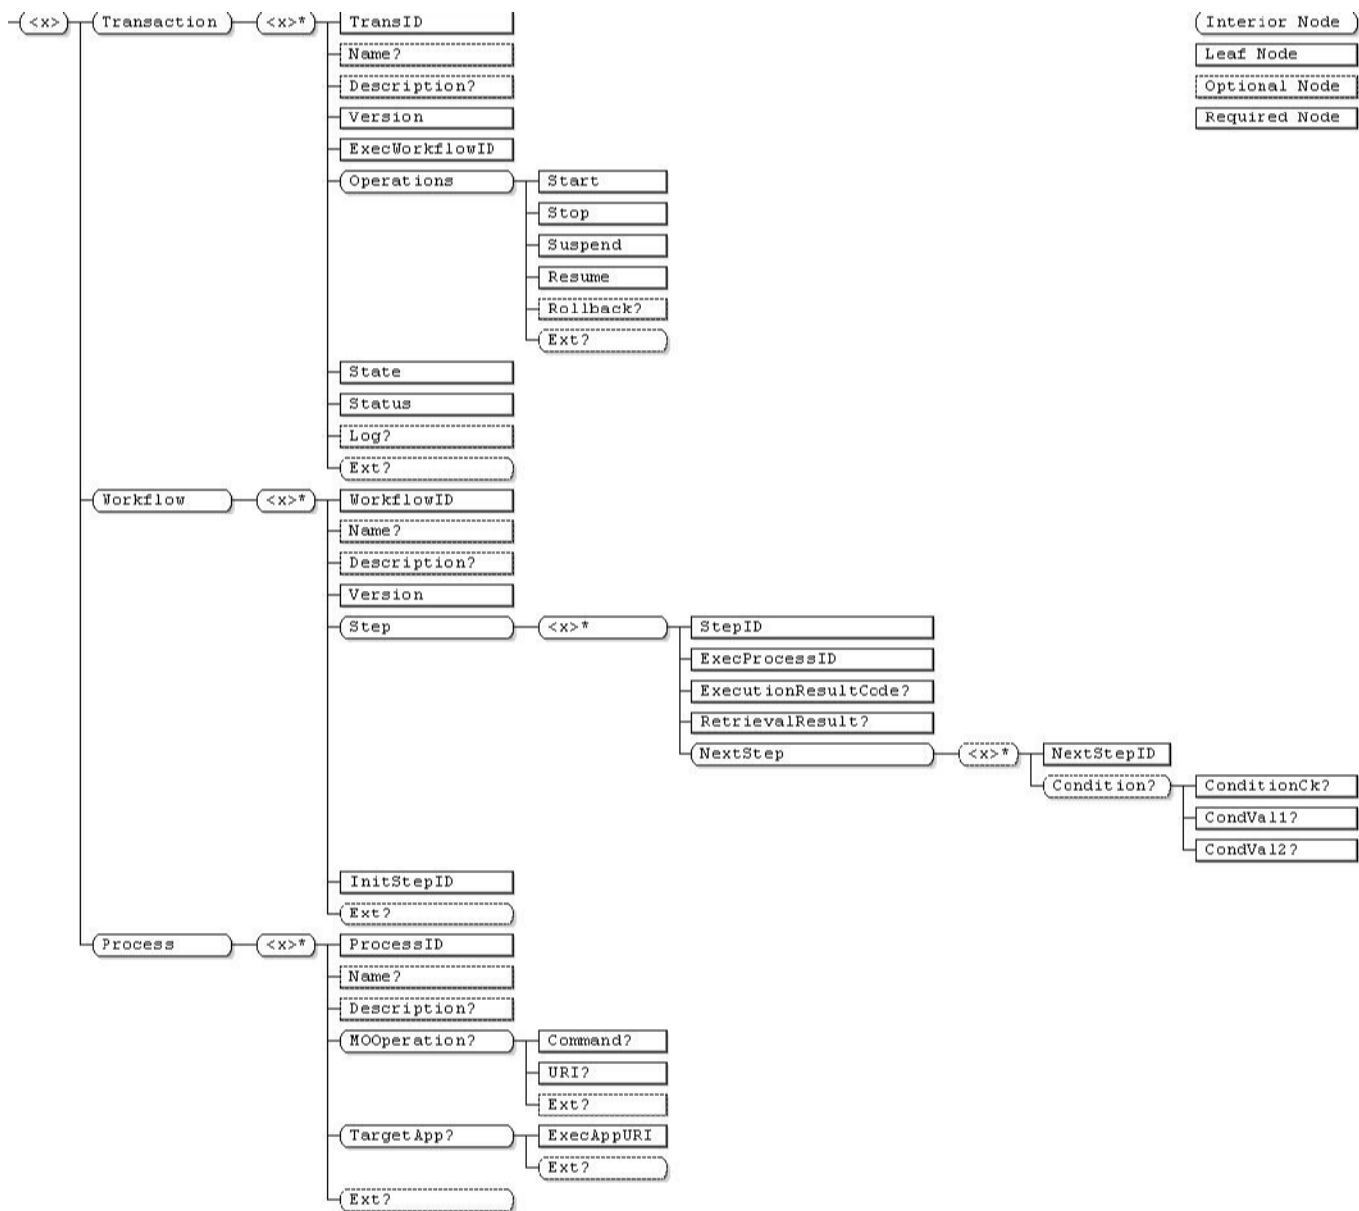 <x> Transaction <x>* TransID Interior Node
Name? Leaf Node
Description? Optional Node
Version Required Node
ExecWorkflowID
Operations Start
Stop
Suspend
Resume
Rollback?
Ext?
State
Status
Log?
Ext?
Workflow <x>* WorkflowID
Name?
Description?
Version
Step <x>* StepID
ExecProcessID
ExecutionResultCode?
RetrievalResult?
NextStep <x>* NextStepID
Condition? ConditionCk?
CondVal1?
CondVal2?
InitStepID
Ext?
Process <x>* ProcessID
Name?
Description?
MOOperation? Command?
URI?
Ext?
TargetApp? ExecAppURI
Ext?
Ext?